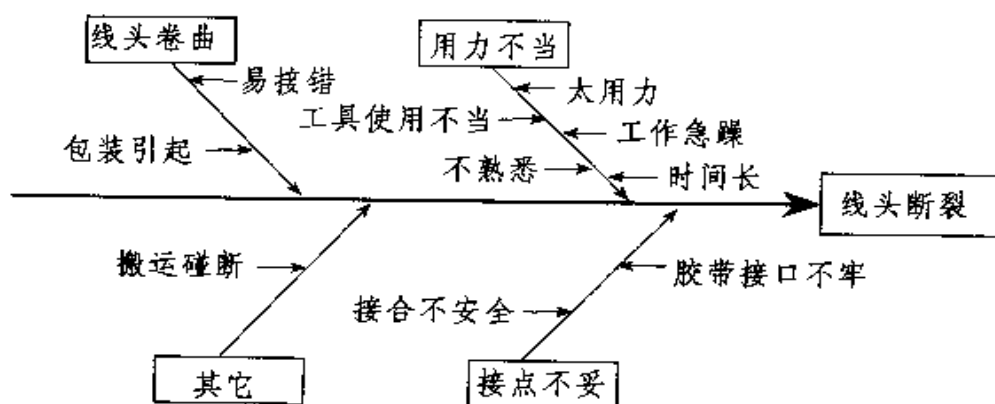 线头卷曲
用力不当
易按错
太用力
工具使用不当
工作急躁
包装引起
不熟悉
时间长
线头断裂
搬运碰断
胶带接口不牢
接合不安全
其它
接点不妥